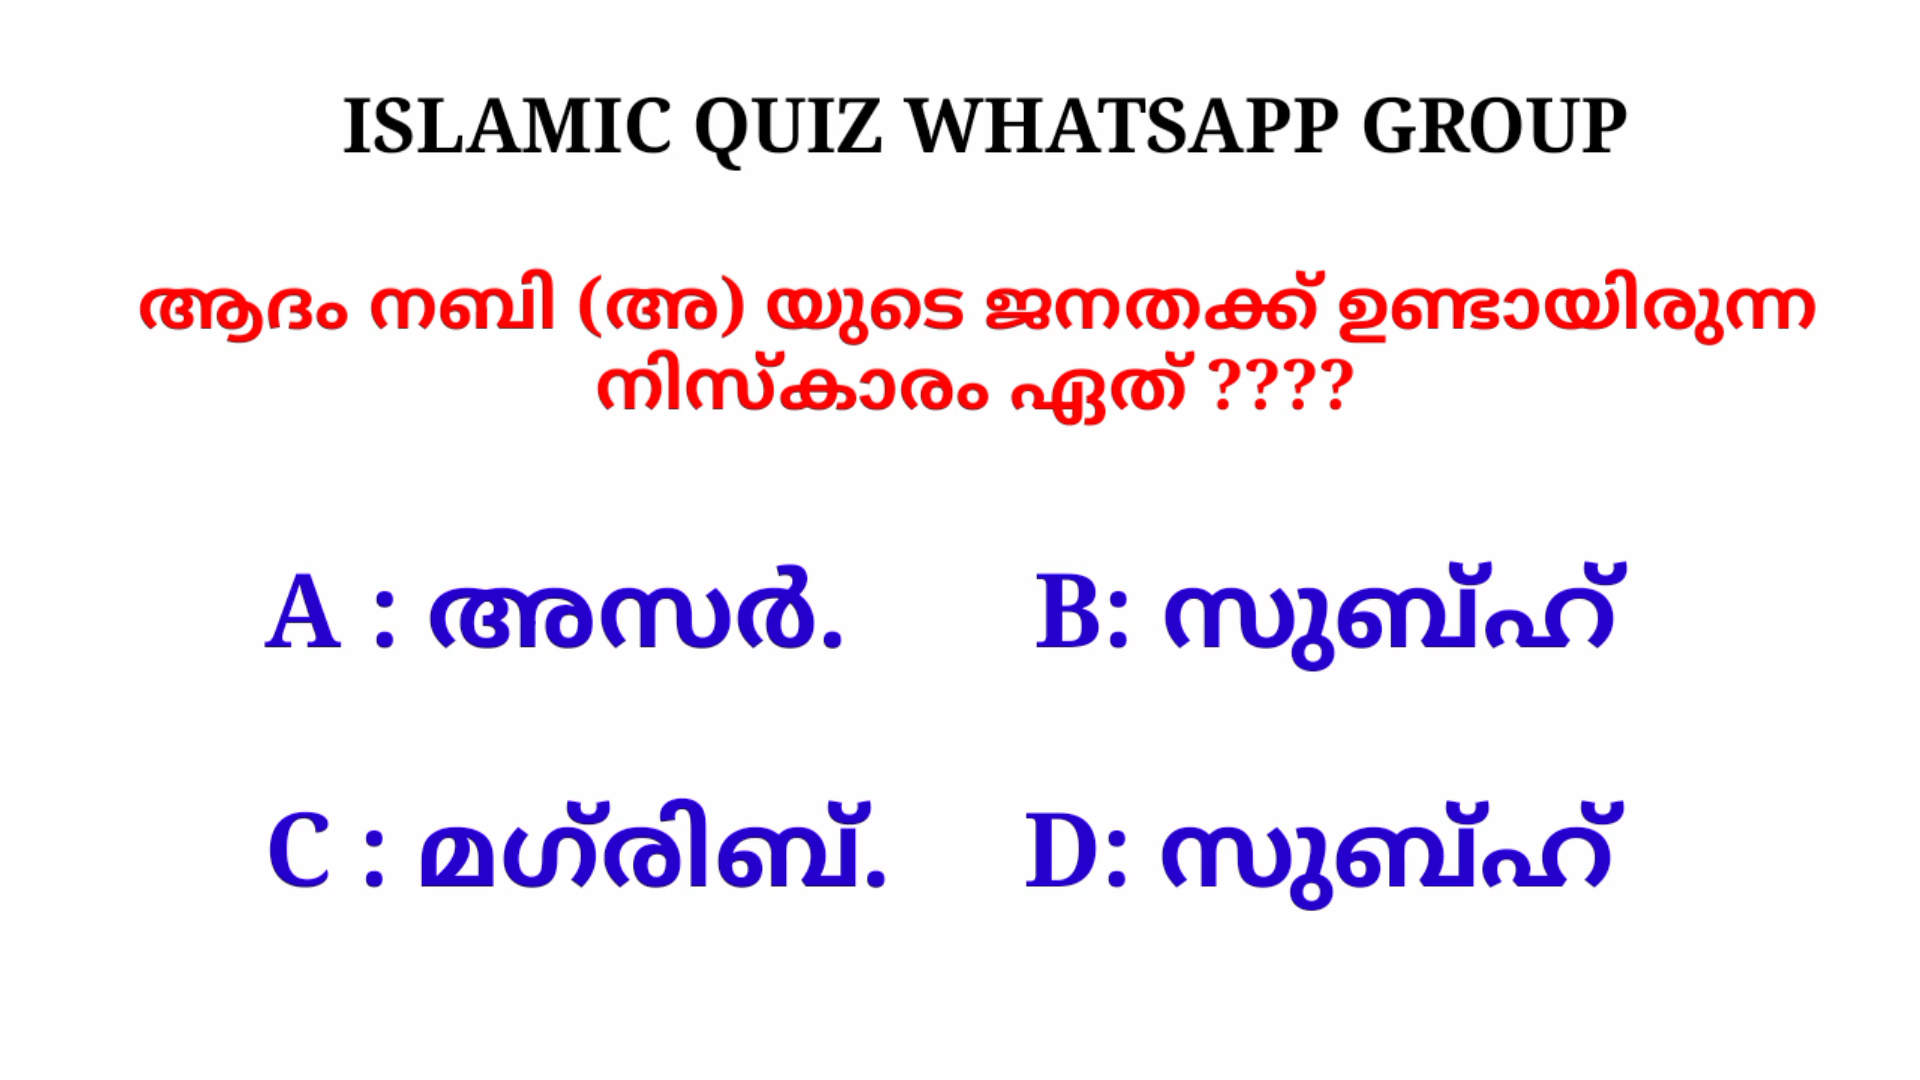 ISLAMIC QUIZ WHATSAPP GROUP
ആദം നബി (അ) യുടെ ജനതക്ക് ഉണ്ടായിരുന്ന
നിസ്കാരം ഏത് ????
A : അസർ. B: സുബ്ഹ്
C : മഗ്‌രിബ്. D: സുബ്ഹ്